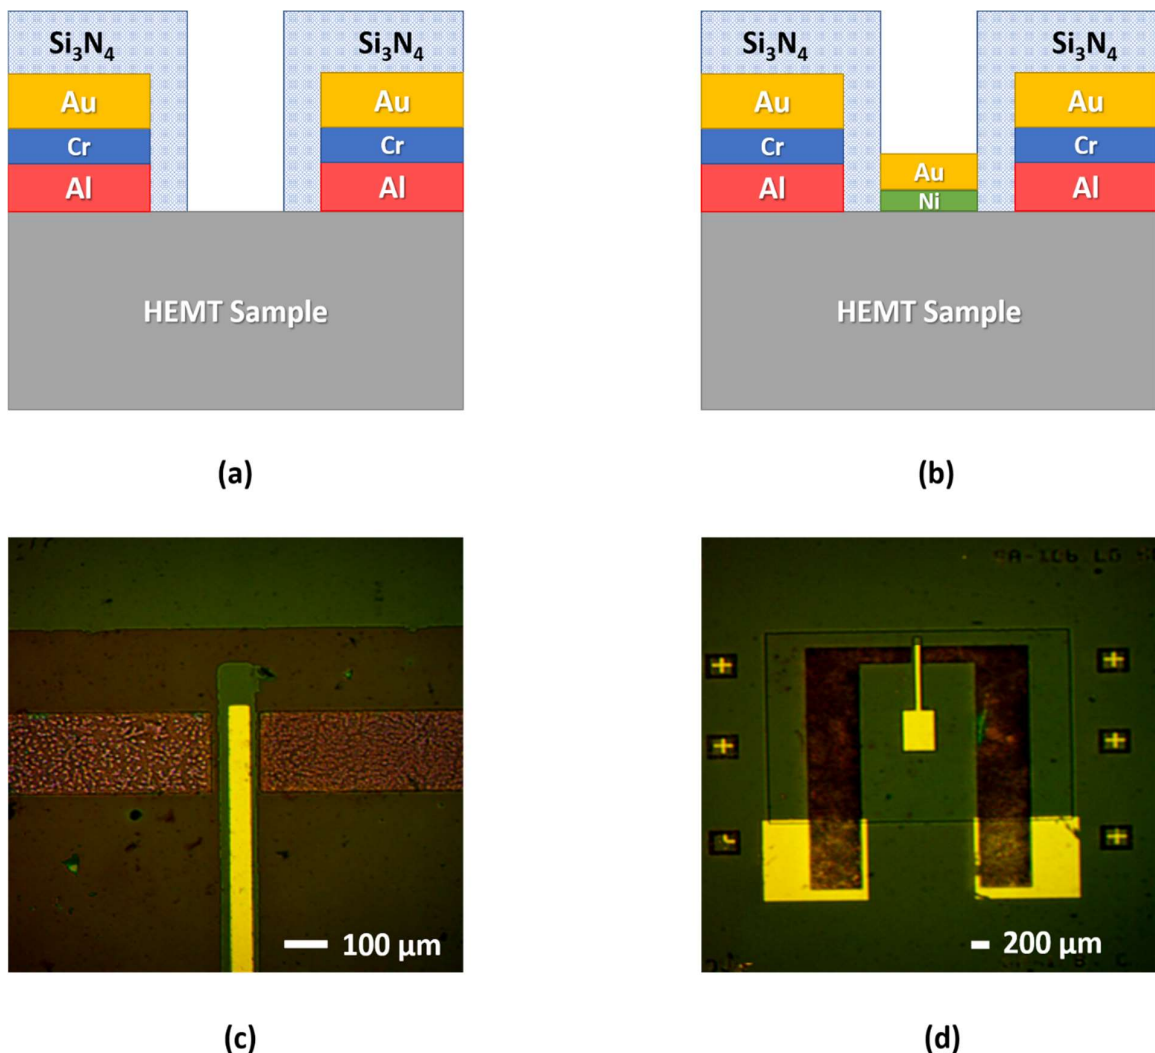 Si₃N₄ Si₃N₄ Si₃N₄ Si₃N₄
Au Au Au Au
Cr Cr Cr Cr
Au
Al Al Al Al
Ni
HEMT Sample HEMT Sample
(a) (b)
100 μm 200 μm
(c) (d)